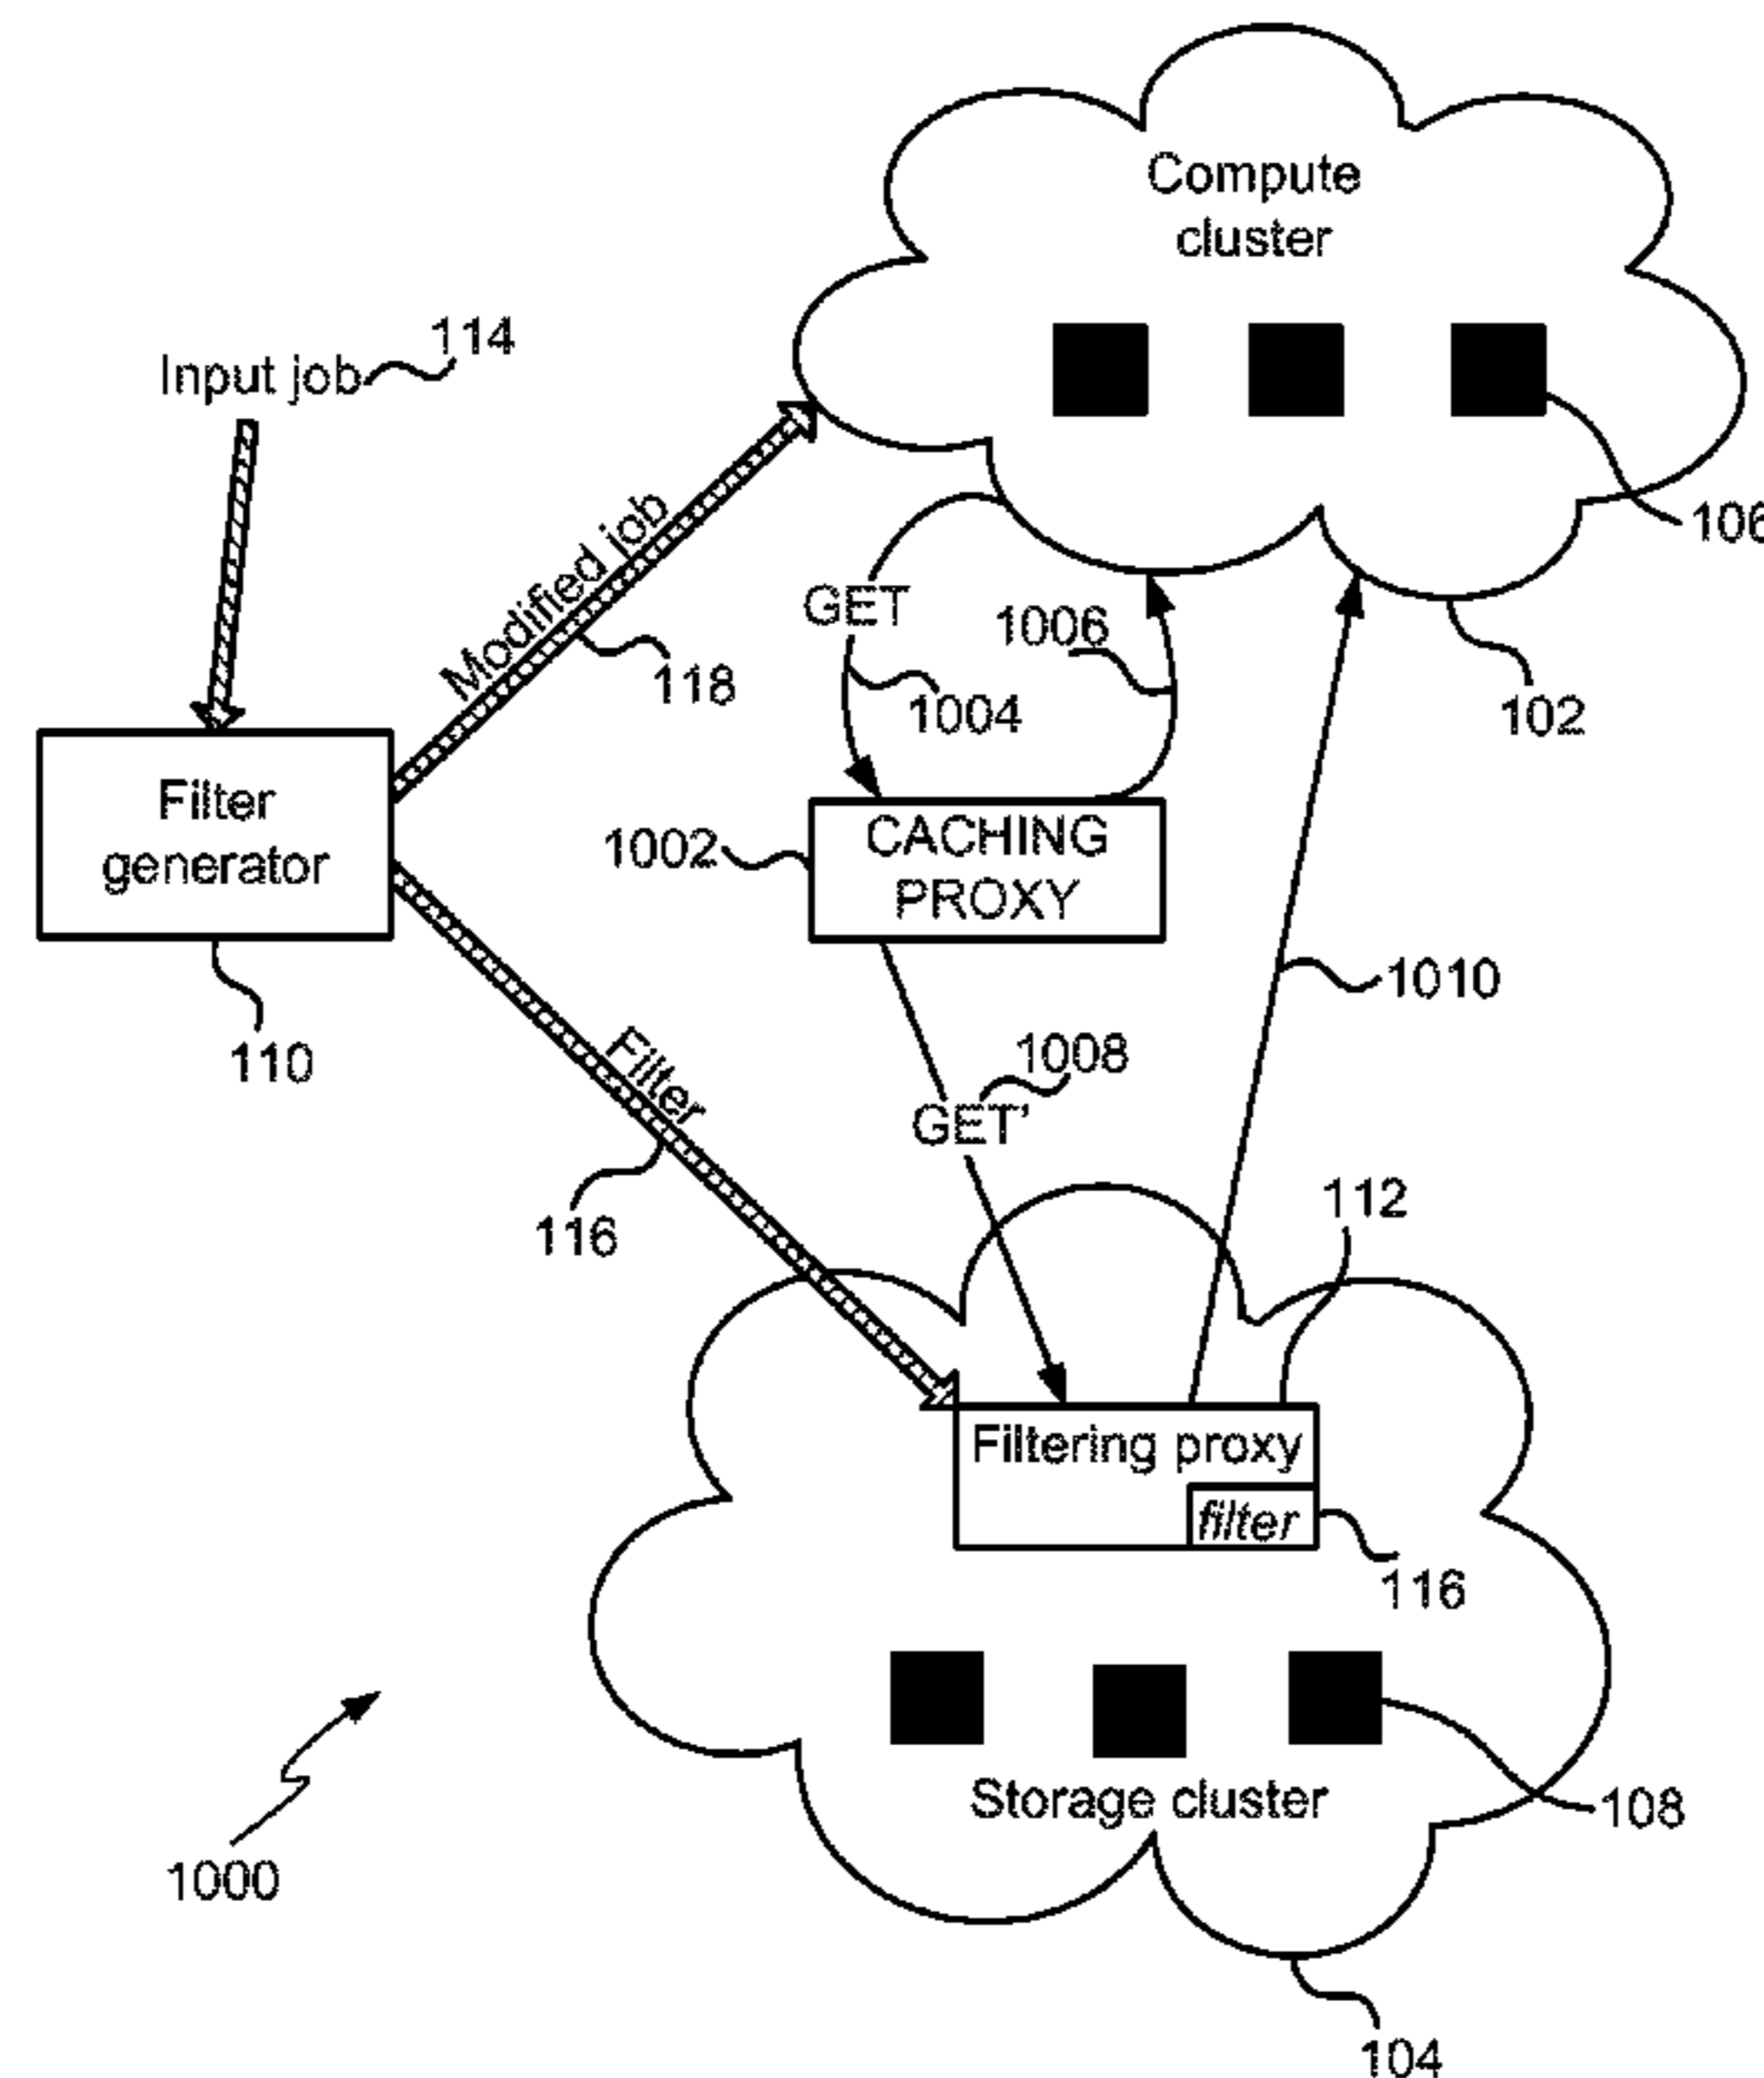 Compute
cluster
Input job
114
106
Modified job
118
GET
1004
1006
102
Filter
generator
110
1002
CACHING
PROXY
1010
Filter
116
1008
GET'
112
Filtering proxy
filter
116
Storage cluster
108
1000
104